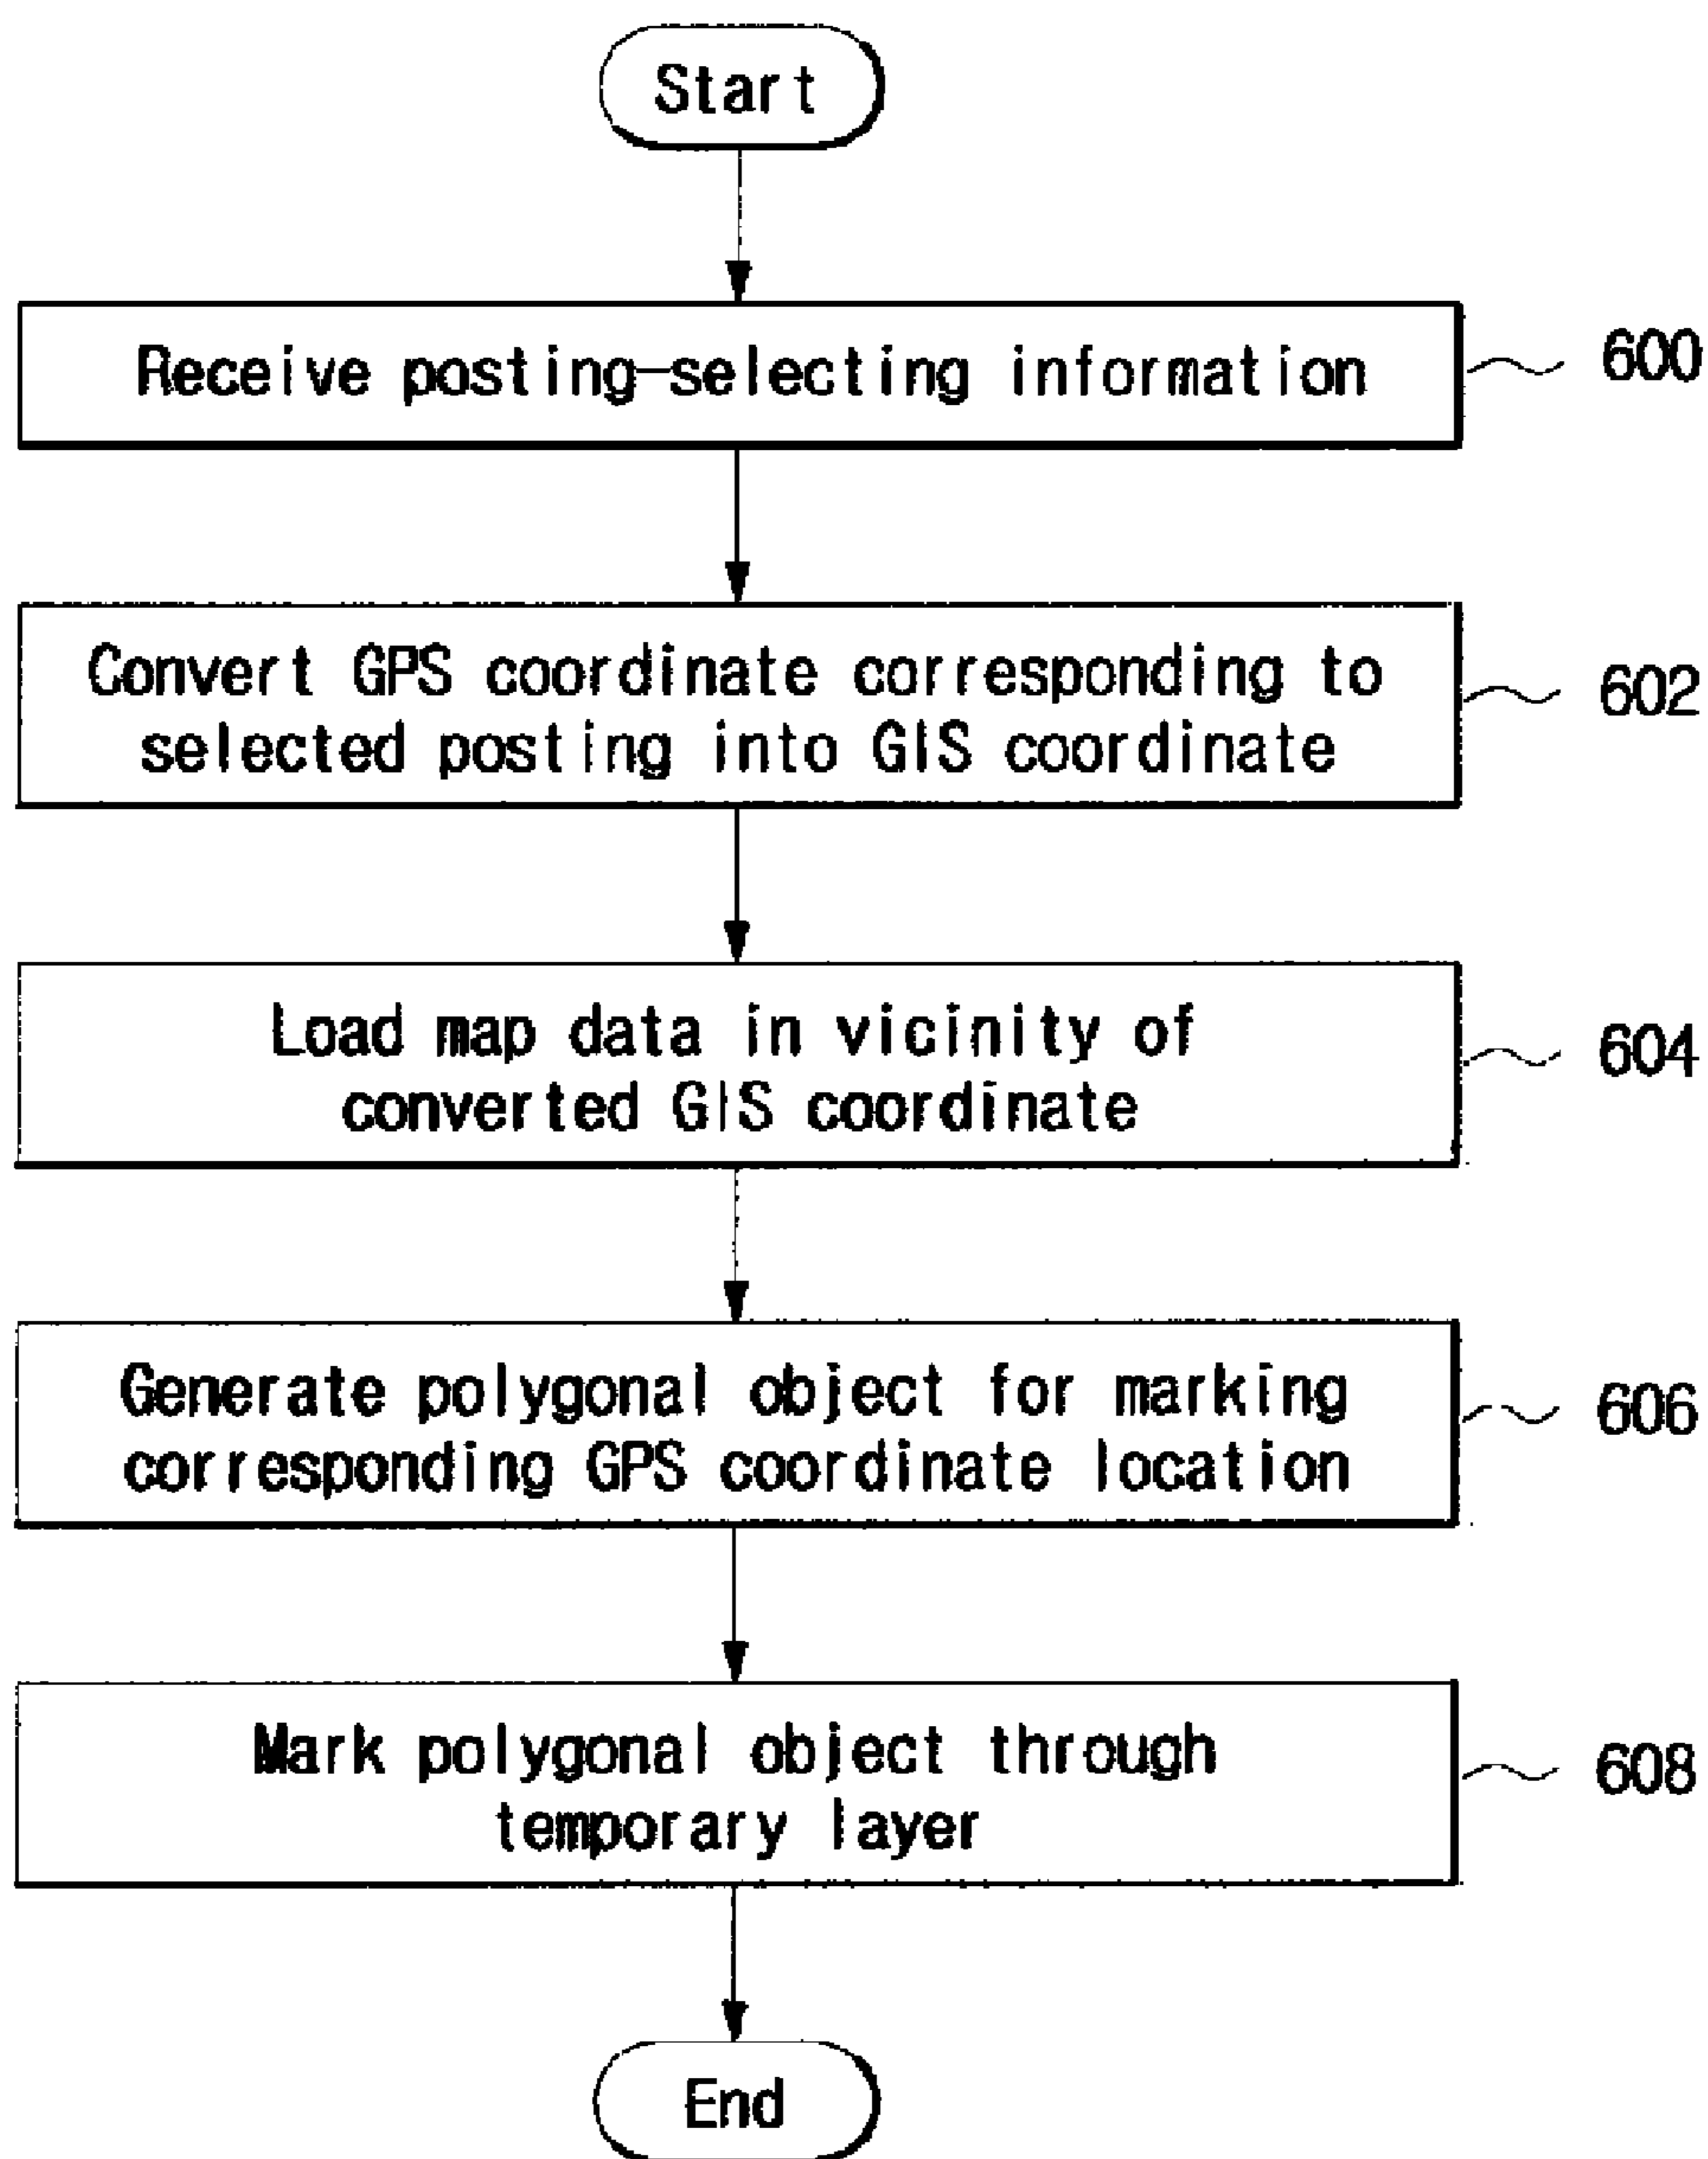 Start
Receive posting-selecting information
600
Convert GPS coordinate corresponding to
selected posting into GIS coordinate
602
Load map data in vicinity of
converted GIS coordinate
604
Generate polygonal object for marking
corresponding GPS coordinate location
606
Mark polygonal object through
temporary layer
608
End